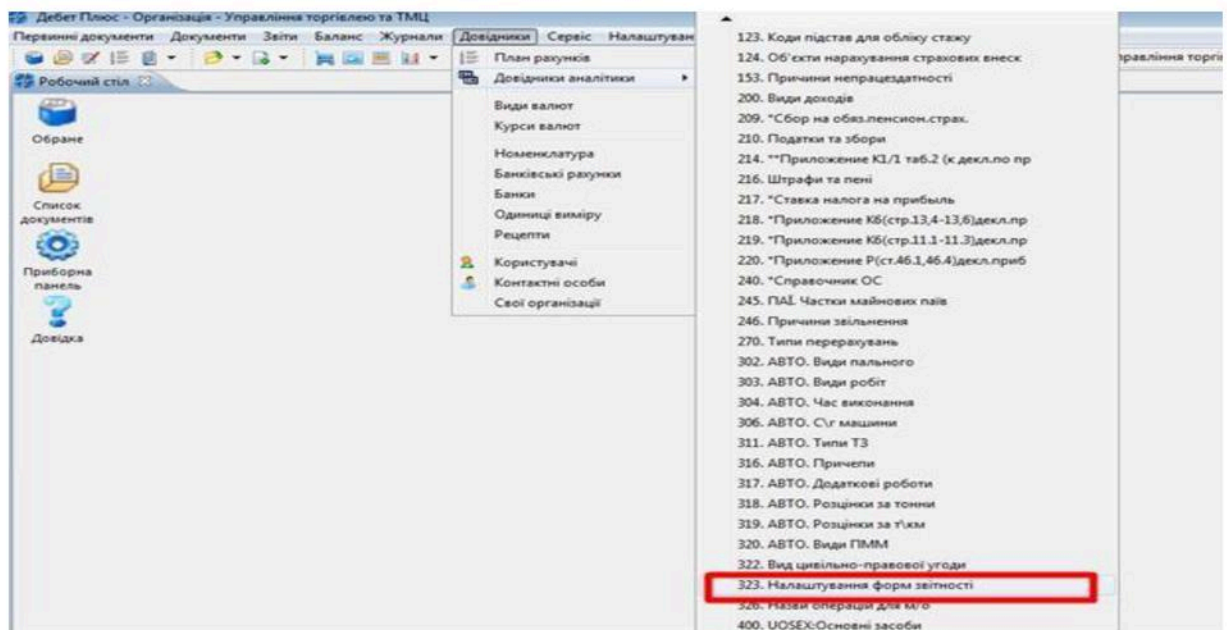 Дебет Плюс - Організація - Управління торгівлею та ТМЦ
Первинні документи Документи Звіти Баланс Журнали Довідники Сервіс Налаштуван
Робочий стіл
Обране
Список
документів
Приборна
панель
Довідка
План рахунків
Довідники аналітики
Види валют
Курси валют
Номенклатура
Банківські рахунки
Банки
Одиниці виміру
Рецепти
Користувачі
Контактні особи
Свої організації
123. Коди підстав для обліку стажу
124. Об'єкти нарахування страхових внеск
153. Причини непрацездатності
200. Види доходів
209. *Сбор на обяз.пенсион.страх.
210. Податки та збори
214. **Приложение К1/1 таб.2 (к декл.по пр
216. Штрафи та пені
217. *Ставка налога на прибыль
218. *Приложение К6(стр.13,4-13,6)декл.пр
219. *Приложение К6(стр.11.1-11.3)декл.пр
220. *Приложение Р(ст.46.1,46.4)декл.приб
240. *Справочник ОС
245. ПАЇ. Частки майнових паїв
246. Причини звільнення
270. Типи перерахувань
302. АВТО. Види пального
303. АВТО. Види робіт
304. АВТО. Час виконання
306. АВТО. С\г машини
311. АВТО. Типи ТЗ
316. АВТО. Причепи
317. АВТО. Додаткові роботи
318. АВТО. Розцінки за тонни
319. АВТО. Розцінки за т\км
320. АВТО. Види ПММ
322. Вид цивільно-правової угоди
323. Налаштування форм звітності
326. Назви операцій для м/о
400. UOSEX:Основні засоби
правління торгі